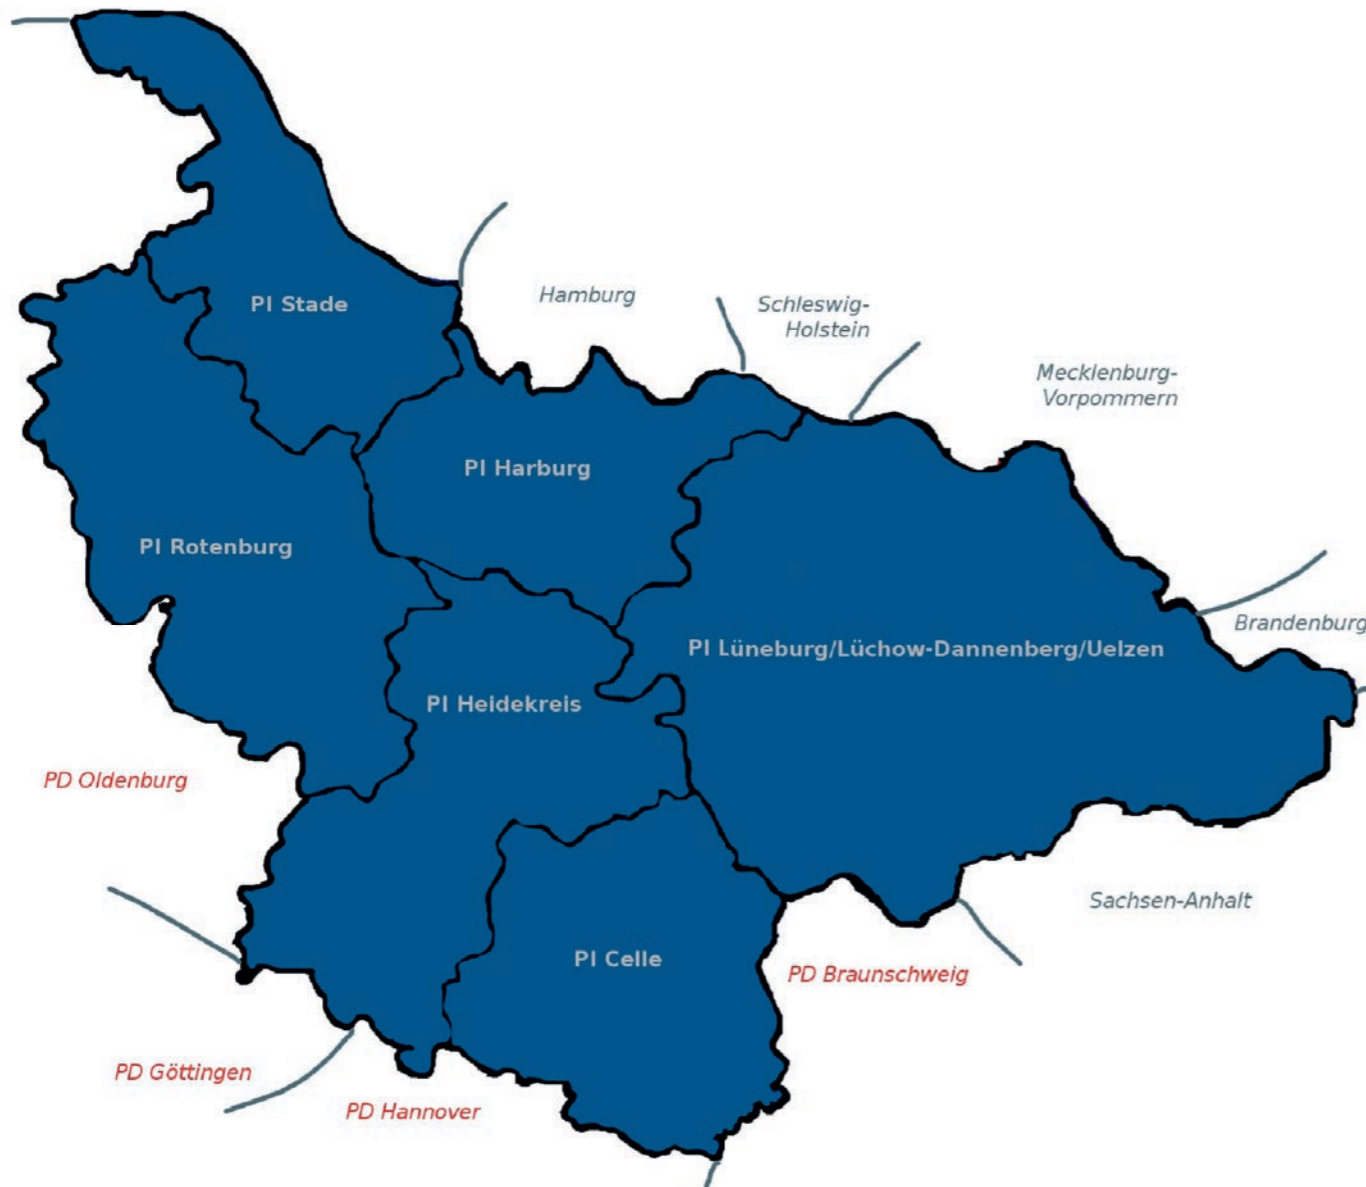 Hamburg
Schleswig-
Holstein
PI Stade
Mecklenburg-
Vorpommern
PI Harburg
PI Rotenburg
Brandenburg
PI Lüneburg/Lüchow-Dannenberg/Uelzen
PI Heidekreis
PD Oldenburg
Sachsen-Anhalt
PI Celle
PD Braunschweig
PD Göttingen
PD Hannover